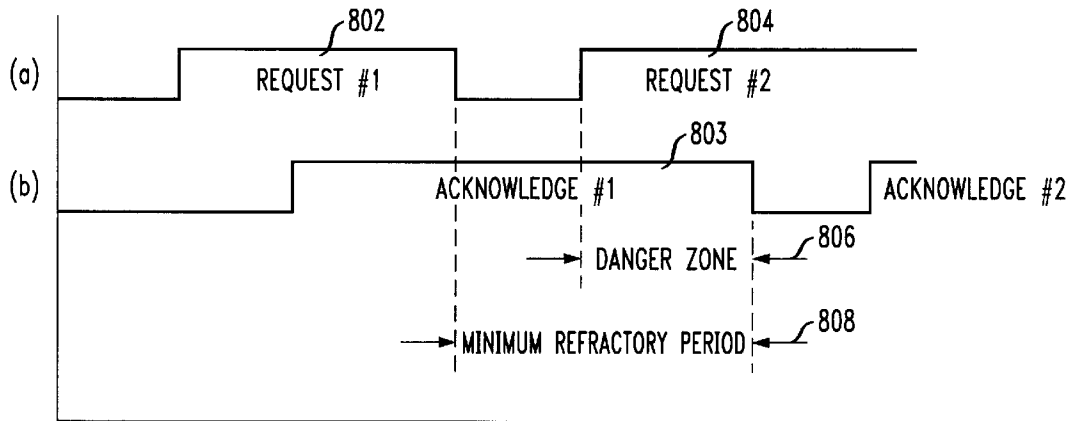 802
804
(a)
REQUEST #1
REQUEST #2
803
(b)
ACKNOWLEDGE #1
ACKNOWLEDGE #2
DANGER ZONE
806
MINIMUM REFRACTORY PERIOD
808